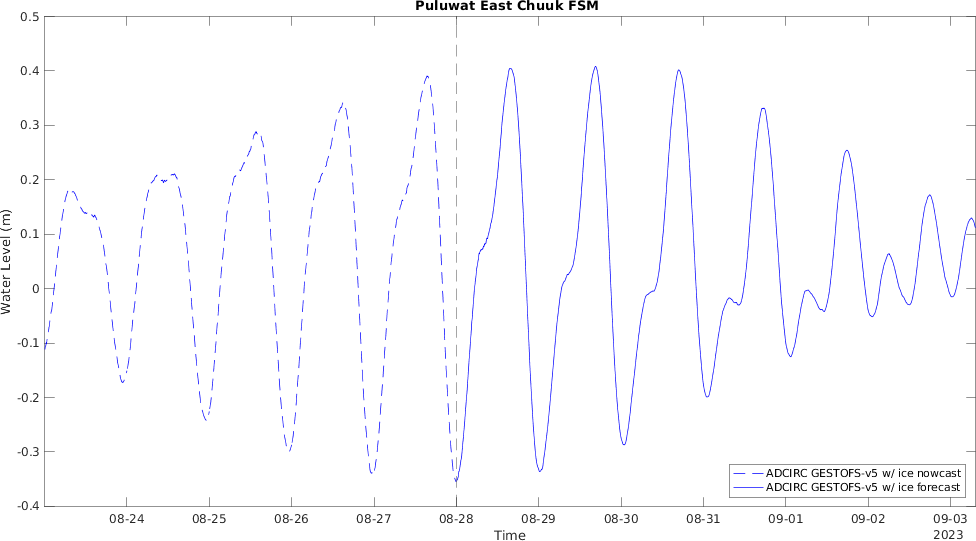 Puluwat East Chuuk FSM
0.5
0.4
0.3
0.2
0.1
0
-0.1
-0.2
-0.3
-0.4
Water Level (m)
ADCIRC GESTOFS-v5 w/ ice nowcast
ADCIRC GESTOFS-v5 w/ ice forecast
08-24 08-25 08-26 08-27 08-28 08-29 08-30 08-31 09-01 09-02 09-03
Time
2023